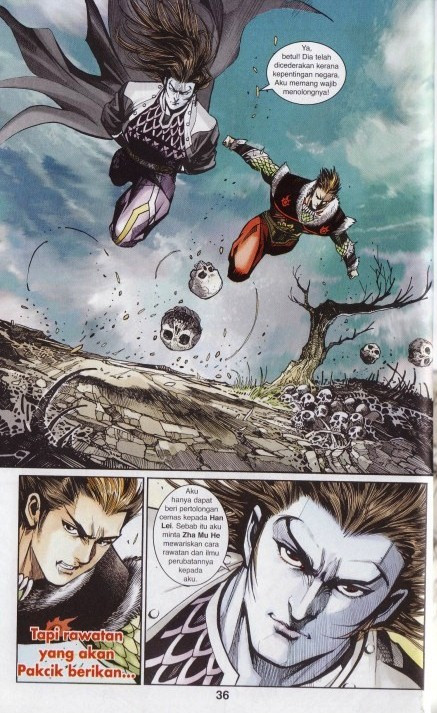 Ya,
betul! Dia telah
dicederakan kerana
kepentingan negara.
Aku memang wajib
menolongnya!
Tapi rawatan
yang akan
Pakcik berikan...
Aku
hanya dapat
beri pertolongan
cemas kepada Han
Lei. Sebab itu aku
minta Zha Mu He
mewariskan cara
rawatan dan ilmu
perubatannya
kepada
aku.
36